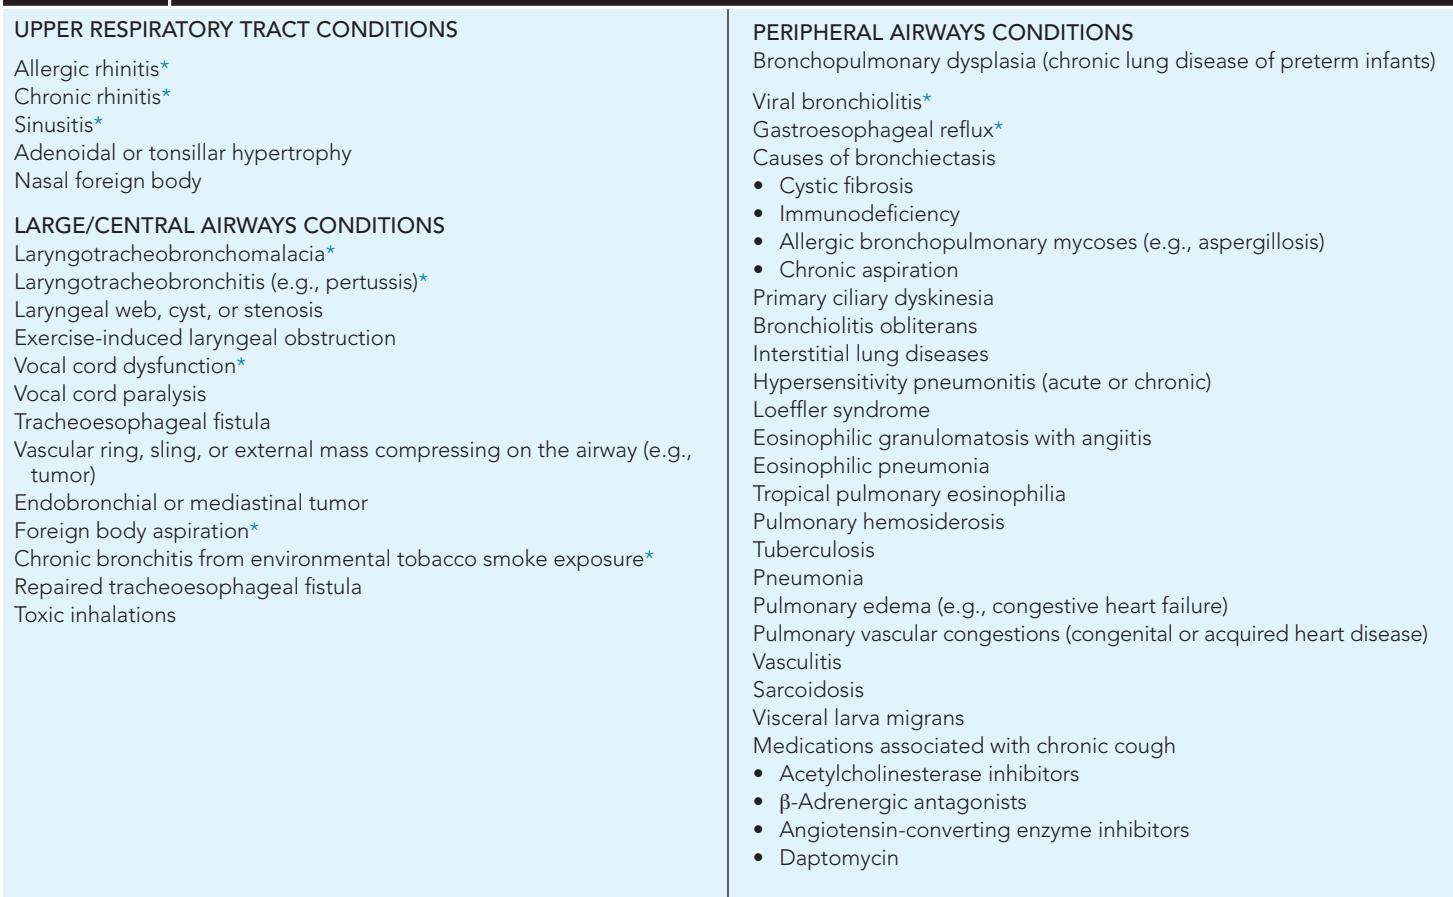 UPPER RESPIRATORY TRACT CONDITIONS
Allergic rhinitis*
Chronic rhinitis*
Sinusitis*
Adenoidal or tonsillar hypertrophy
Nasal foreign body
LARGE/CENTRAL AIRWAYS CONDITIONS
Laryngotracheobronchomalacia*
Laryngotracheobronchitis (e.g., pertussis)*
Laryngeal web, cyst, or stenosis
Exercise-induced laryngeal obstruction
Vocal cord dysfunction*
Vocal cord paralysis
Tracheoesophageal fistula
Vascular ring, sling, or external mass compressing on the airway (e.g.,
tumor)
Endobronchial or mediastinal tumor
Foreign body aspiration*
Chronic bronchitis from environmental tobacco smoke exposure*
Repaired tracheoesophageal fistula
Toxic inhalations
PERIPHERAL AIRWAYS CONDITIONS
Bronchopulmonary dysplasia (chronic lung disease of preterm infants)
Viral bronchiolitis*
Gastroesophageal reflux*
Causes of bronchiectasis
• Cystic fibrosis
• Immunodeficiency
• Allergic bronchopulmonary mycoses (e.g., aspergillosis)
• Chronic aspiration
Primary ciliary dyskinesia
Bronchiolitis obliterans
Interstitial lung diseases
Hypersensitivity pneumonitis (acute or chronic)
Loeffler syndrome
Eosinophilic granulomatosis with angiitis
Eosinophilic pneumonia
Tropical pulmonary eosinophilia
Pulmonary hemosiderosis
Tuberculosis
Pneumonia
Pulmonary edema (e.g., congestive heart failure)
Pulmonary vascular congestions (congenital or acquired heart disease)
Vasculitis
Sarcoidosis
Visceral larva migrans
Medications associated with chronic cough
• Acetylcholinesterase inhibitors
• β-Adrenergic antagonists
• Angiotensin-converting enzyme inhibitors
• Daptomycin